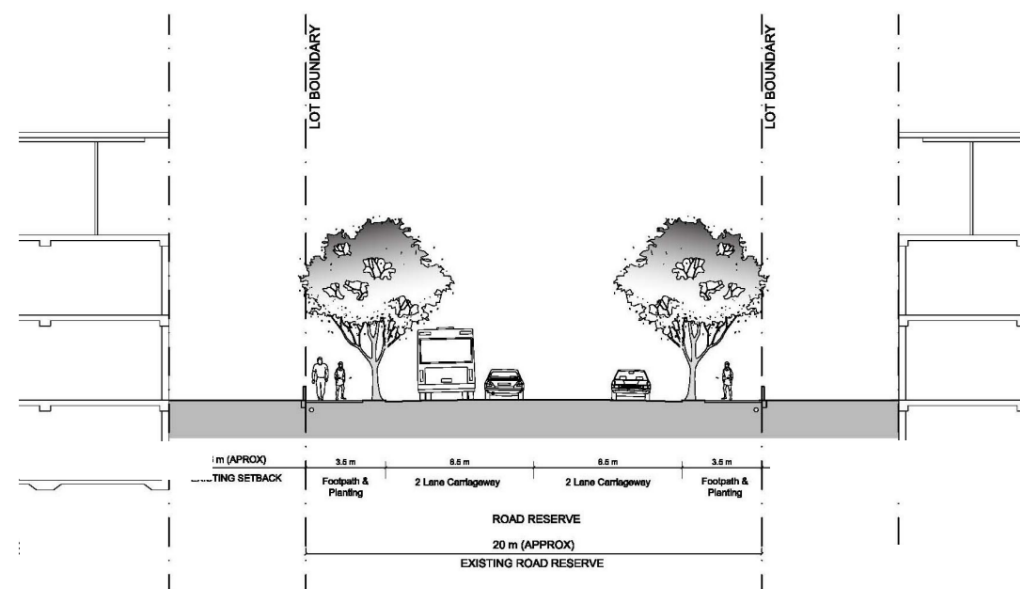 LOT BOUNDARY
LOT BOUNDARY
m (APROX)
SETBACK
3.5 m
6.5 m
6.5 m
3.5 m
Footpath &
Planting
2 Lane Carriageway
2 Lane Carriageway
Footpath &
Planting
ROAD RESERVE
20 m (APPROX)
EXISTING ROAD RESERVE